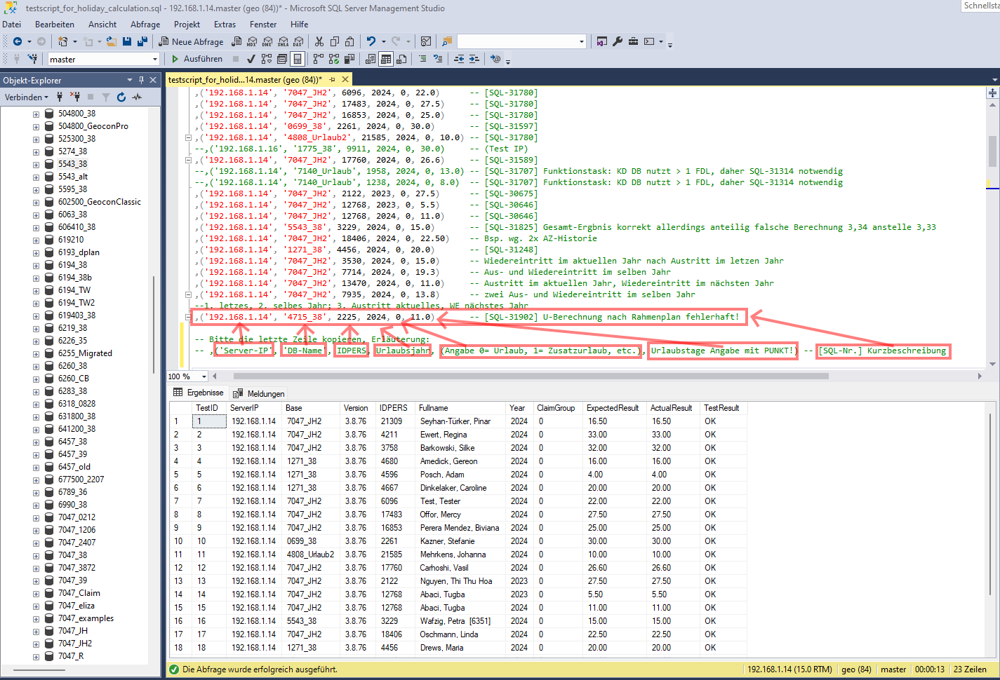 testscript_for_holiday_calculation.sql - 192.168.1.14.master (geo (84))* - Microsoft SQL Server Management Studio
Schnellsta
Datei Bearbeiten Ansicht Abfrage Projekt Extras Fenster Hilfe
Neue Abfrage
MDX DMX XMLA DAX
master
Ausführen
Objekt-Explorer
testscript_for_holid...14.master (geo (84))*
Verbinden
504800_38
504800_GeoconPro
525300_38
5274_38
5543_38
5543_alt
5595_38
602500_GeoconClassic
6063_38
606410_38
619210
6193_dplan
6194_38
6194_38b
6194_TW
6194_TW2
619403_38
6219_38
6226_35
6255_Migrated
6260_38
6260_CB
6283_38
6318_0828
631800_38
641200_38
6457_38
6457_39
6457_old
677500_2207
6789_36
6990_38
7047_0212
7047_1206
7047_2407
7047_38
7047_3872
7047_39
7047_Claim
7047_eliza
7047_examples
7047_JH
7047_JH2
7047_R
,('192.168.1.14', '7047_JH2', 6096, 2024, 0, 22.0) -- [SQL-31780]
,('192.168.1.14', '7047_JH2', 17483, 2024, 0, 27.5) -- [SQL-31780]
,('192.168.1.14', '7047_JH2', 16853, 2024, 0, 25.0) -- [SQL-31780]
,('192.168.1.14', '0699_38', 2261, 2024, 0, 30.0) -- [SQL-31597]
,('192.168.1.14', '4808_Urlaub2', 21585, 2024, 0, 10.0) -- [SQL-31780]
--,('192.168.1.16', '1775_38', 9911, 2024, 0, 30.0) -- (Test IP)
,('192.168.1.14', '7047_JH2', 17760, 2024, 0, 26.6) -- [SQL-31589]
--,('192.168.1.14', '7140_Urlaub', 1958, 2024, 0, 13.0) -- [SQL-31707] Funktionstask: KD DB nutzt > 1 FDL, daher SQL-31314 notwendig
--,('192.168.1.14', '7140_Urlaub', 1238, 2024, 0, 8.0) -- [SQL-31707] Funktionstask: KD DB nutzt > 1 FDL, daher SQL-31314 notwendig
,('192.168.1.14', '7047_JH2', 2122, 2023, 0, 27.5) -- [SQL-30675]
,('192.168.1.14', '7047_JH2', 12768, 2023, 0, 5.5) -- [SQL-30646]
,('192.168.1.14', '7047_JH2', 12768, 2024, 0, 11.0) -- [SQL-30646]
,('192.168.1.14', '5543_38', 3229, 2024, 0, 15.0) -- [SQL-31825] Gesamt-Ergbnis korrekt allerdings anteilig falsche Berechnung 3,34 anstelle 3,33
,('192.168.1.14', '7047_JH2', 18406, 2024, 0, 22.50) -- Bsp. wg. 2x AZ-Historie
,('192.168.1.14', '1271_38', 4456, 2024, 0, 20.0) -- [SQL-31248]
,('192.168.1.14', '7047_JH2', 3530, 2024, 0, 15.0) -- Wiedereintritt im aktuellen Jahr nach Austritt im letzen Jahr
,('192.168.1.14', '7047_JH2', 7714, 2024, 0, 19.3) -- Aus- und Wiedereintritt im selben Jahr
,('192.168.1.14', '7047_JH2', 13470, 2024, 0, 11.0) -- Austritt im aktuellen Jahr, Wiedereintritt im nächsten Jahr
,('192.168.1.14', '7047_JH2', 7935, 2024, 0, 13.8) -- zwei Aus- und Wiedereintritt im selben Jahr
--1. letzes, 2. selbes Jahr; 3. Austritt aktuelles, WE nächstes Jahr
,('192.168.1.14', '4715_38', 2225, 2024, 0, 11.0) -- [SQL-31902] U-Berechnung nach Rahmenplan fehlerhaft!
-- Bitte die letzte Zeile kopieren, Erläuterung:
-- ,('Server-IP', 'DB-Name', IDPERS, Urlaubsjahr, (Angabe 0= Urlaub, 1= Zusatzurlaub, etc.), Urlaubstage Angabe mit PUNKT!) -- [SQL-Nr.] Kurzbeschreibung
100 %
Ergebnisse Meldungen
TestID ServerIP Base Version IDPERS Fullname Year ClaimGroup ExpectedResult ActualResult TestResult
1 1 192.168.1.14 7047_JH2 3.8.76 21309 Seyhan-Türker, Pinar 2024 0 16.50 16.50 OK
2 2 192.168.1.14 7047_JH2 3.8.76 4211 Ewert, Regina 2024 0 33.00 33.00 OK
3 3 192.168.1.14 7047_JH2 3.8.76 3758 Barkowski, Silke 2024 0 32.00 32.00 OK
4 4 192.168.1.14 1271_38 3.8.76 4680 Amedick, Gereon 2024 0 16.00 16.00 OK
5 5 192.168.1.14 1271_38 3.8.76 4596 Posch, Adam 2024 0 4.00 4.00 OK
6 6 192.168.1.14 1271_38 3.8.76 4667 Dinkelaker, Caroline 2024 0 20.00 20.00 OK
7 7 192.168.1.14 7047_JH2 3.8.76 6096 Test, Tester 2024 0 22.00 22.00 OK
8 8 192.168.1.14 7047_JH2 3.8.76 17483 Offor, Mercy 2024 0 27.50 27.50 OK
9 9 192.168.1.14 7047_JH2 3.8.76 16853 Perera Mendez, Biviana 2024 0 25.00 25.00 OK
10 10 192.168.1.14 0699_38 3.8.76 2261 Kazner, Stefanie 2024 0 30.00 30.00 OK
11 11 192.168.1.14 4808_Urlaub2 3.8.76 21585 Mehrkens, Johanna 2024 0 10.00 10.00 OK
12 12 192.168.1.14 7047_JH2 3.8.76 17760 Carhoshi, Vasil 2024 0 26.60 26.60 OK
13 13 192.168.1.14 7047_JH2 3.8.76 2122 Nguyen, Thi Thu Hoa 2023 0 27.50 27.50 OK
14 14 192.168.1.14 7047_JH2 3.8.76 12768 Abaci, Tugba 2023 0 5.50 5.50 OK
15 15 192.168.1.14 7047_JH2 3.8.76 12768 Abaci, Tugba 2024 0 11.00 11.00 OK
16 16 192.168.1.14 5543_38 3.8.76 3229 Wafzig, Petra [6351] 2024 0 15.00 15.00 OK
17 17 192.168.1.14 7047_JH2 3.8.76 18406 Oschmann, Linda 2024 0 22.50 22.50 OK
18 18 192.168.1.14 1271_38 3.8.76 4456 Drews, Maria 2024 0 20.00 20.00 OK
Die Abfrage wurde erfolgreich ausgeführt. 192.168.1.14 (15.0 RTM) geo (84) master 00:00:13 23 Zeilen